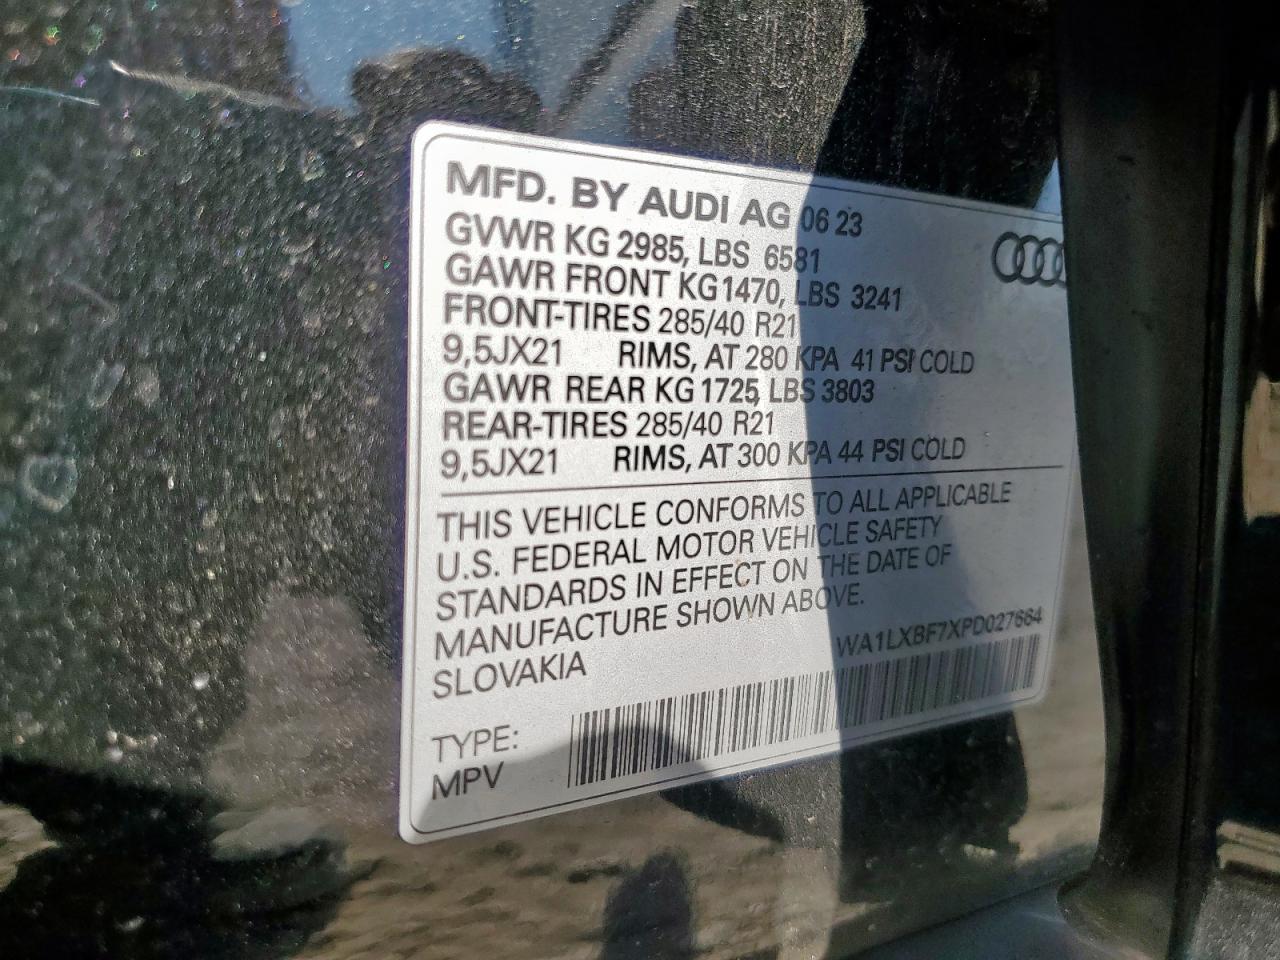 MFD. BY AUDI AG 06 23
GVWR KG 2985, LBS 6581
GAWR FRONT KG1470, LBS 3241
FRONT-TIRES 285/40 R21
9,5JX21 RIMS, AT 280 KPA 41 PSI COLD
GAWR REAR KG 1725, LBS 3803
REAR-TIRES 285/40 R21
9,5JX21 RIMS, AT 300 KPA 44 PSI COLD
THIS VEHICLE CONFORMS TO ALL APPLICABLE
U.S. FEDERAL MOTOR VEHICLE SAFETY
STANDARDS IN EFFECT ON THE DATE OF
MANUFACTURE SHOWN ABOVE.
SLOVAKIA
WA1LXBF7XPD027664
TYPE:
MPV